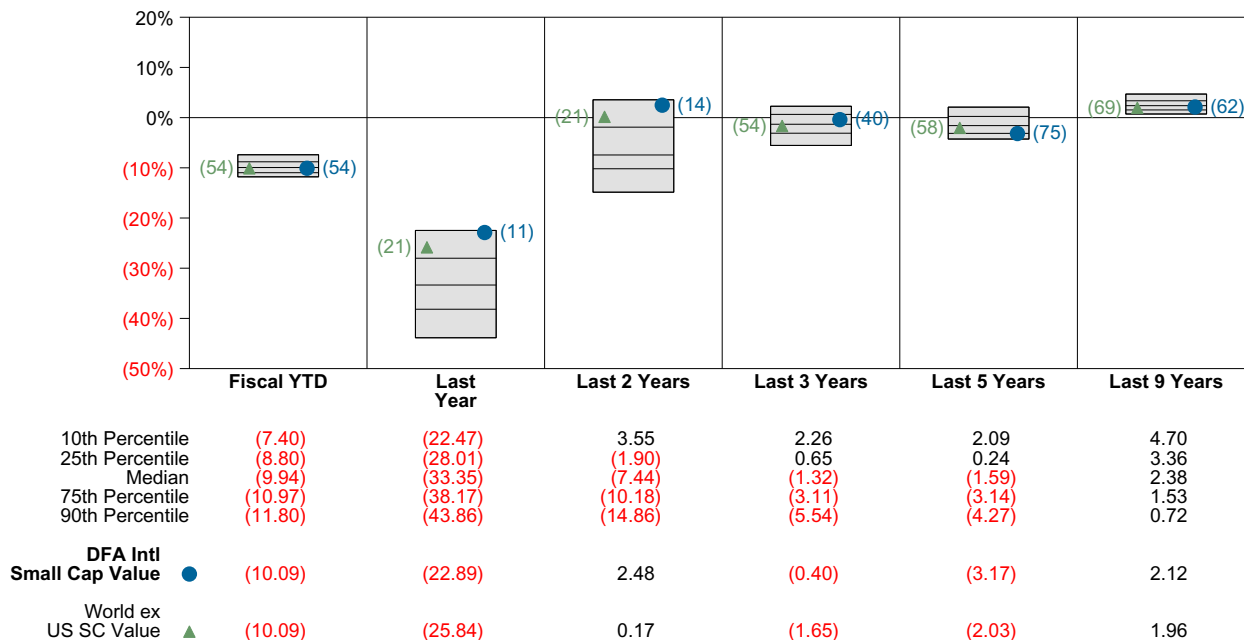 20%
10%
0%
(10%)
(20%)
(30%)
(40%)
(50%)
(54) (54)
(21) (11)
(21) (14)
(54) (40)
(58) (75)
(69) (62)
Fiscal YTD Last Year Last 2 Years Last 3 Years Last 5 Years Last 9 Years
10th Percentile (7.40) (22.47) 3.55 2.26 2.09 4.70
25th Percentile (8.80) (28.01) (1.90) 0.65 0.24 3.36
Median (9.94) (33.35) (7.44) (1.32) (1.59) 2.38
75th Percentile (10.97) (38.17) (10.18) (3.11) (3.14) 1.53
90th Percentile (11.80) (43.86) (14.86) (5.54) (4.27) 0.72
DFA Intl
Small Cap Value (10.09) (22.89) 2.48 (0.40) (3.17) 2.12
World ex
US SC Value (10.09) (25.84) 0.17 (1.65) (2.03) 1.96